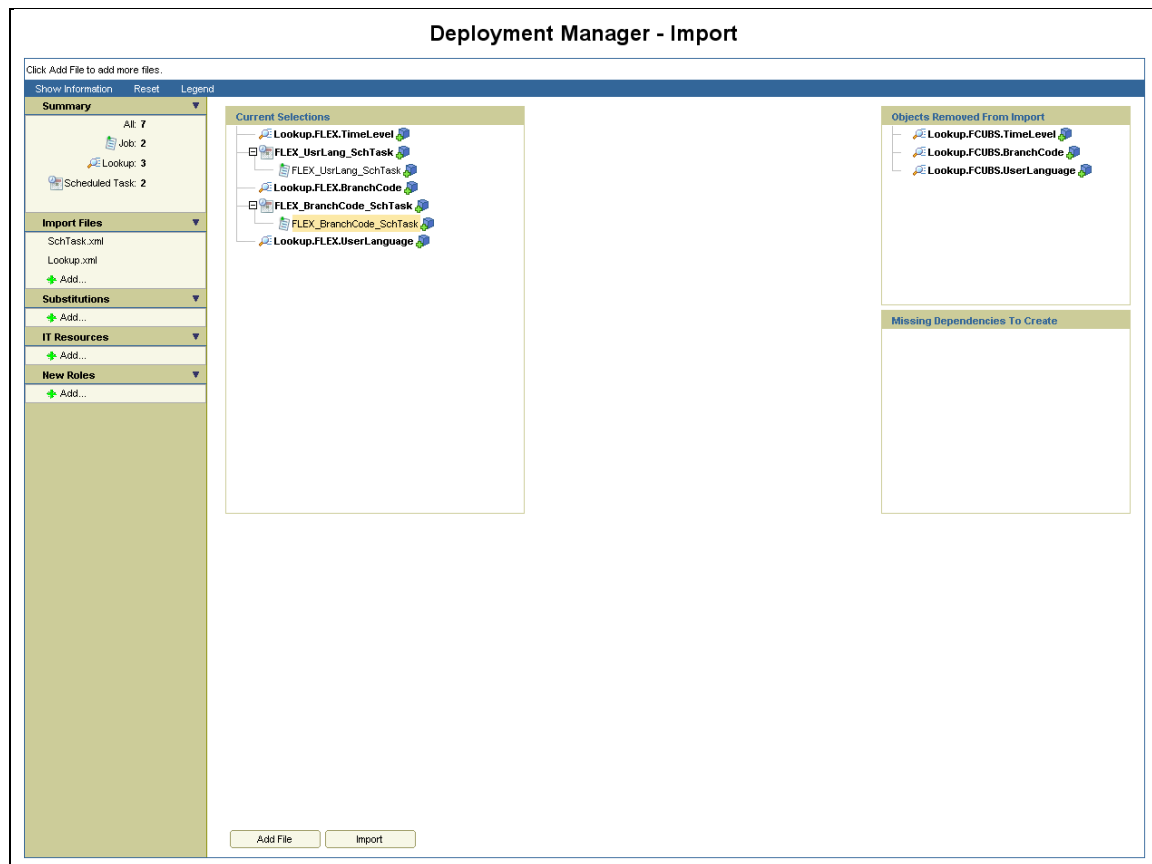 Deployment Manager - Import
Click Add File to add more files.
Show Information Reset Legend
Summary
All: 7
Job: 2
Lookup: 3
Scheduled Task: 2
Import Files
SchTask.xml
Lookup.xml
Add...
Substitutions
Add...
IT Resources
Add...
New Roles
Add...
Current Selections
Lookup.FLEX.TimeLevel
FLEX_UsrLang_SchTask
FLEX_UsrLang_SchTask
Lookup.FLEX.BranchCode
FLEX_BranchCode_SchTask
FLEX_BranchCode_SchTask
Lookup.FLEX.UserLanguage
Objects Removed From Import
Lookup.FCUBS.TimeLevel
Lookup.FCUBS.BranchCode
Lookup.FCUBS.UserLanguage
Missing Dependencies To Create
Add File Import